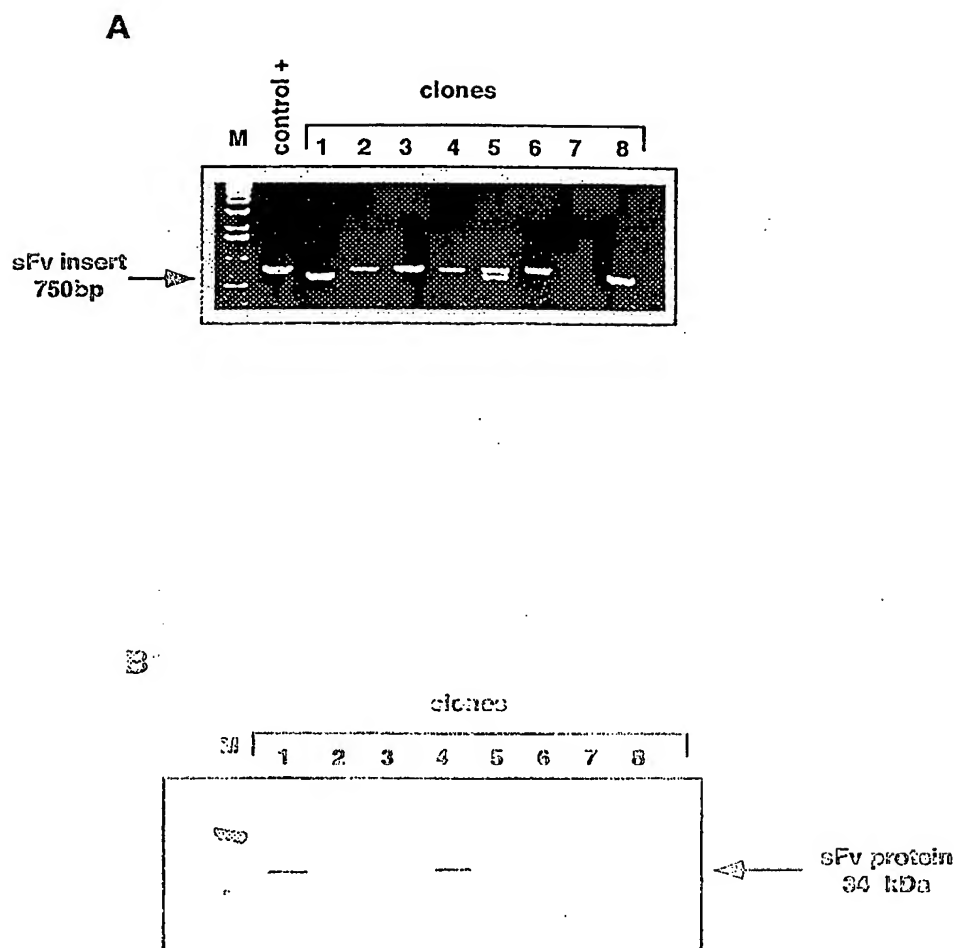 A
control +
clones
M 1 2 3 4 5 6 7 8
sFv insert
750bp
B
clones
M 1 2 3 4 5 6 7 8
sFv protein
34 kDa